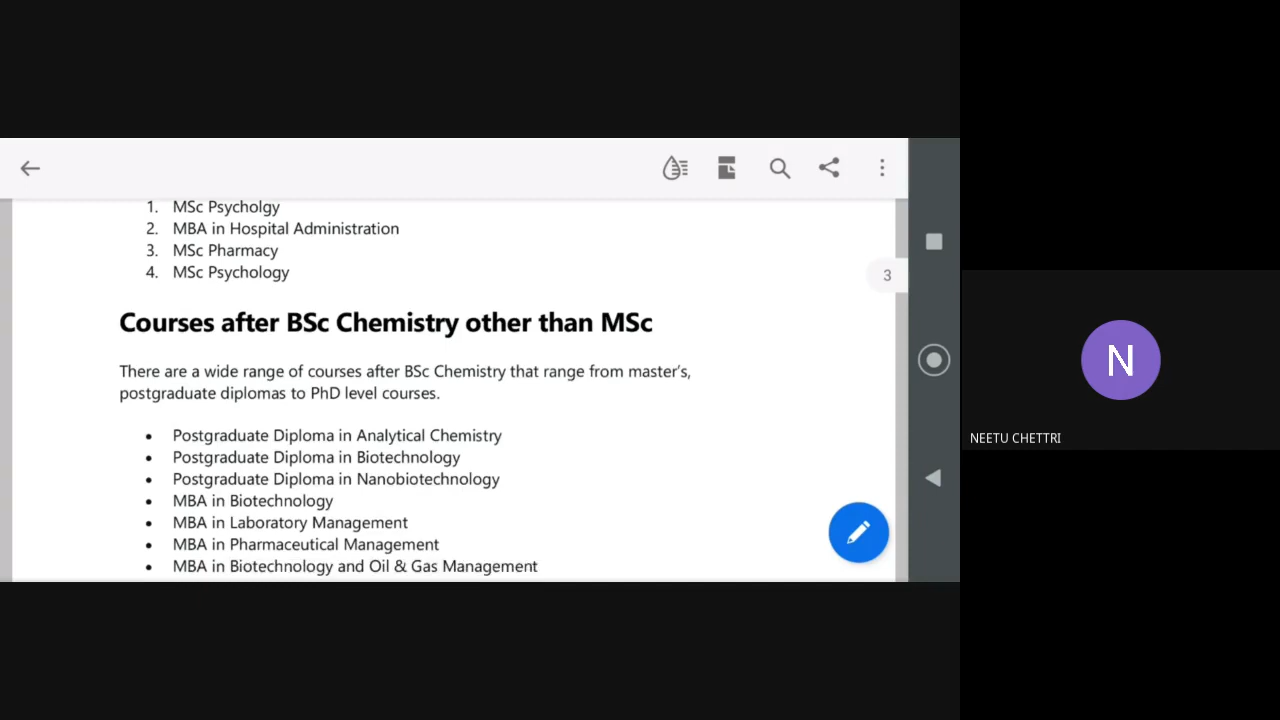 1. MSc Psycholgy
2. MBA in Hospital Administration
3. MSc Pharmacy
4. MSc Psychology
3
Courses after BSc Chemistry other than MSc
There are a wide range of courses after BSc Chemistry that range from master's,
postgraduate diplomas to PhD level courses.
• Postgraduate Diploma in Analytical Chemistry
• Postgraduate Diploma in Biotechnology
• Postgraduate Diploma in Nanobiotechnology
• MBA in Biotechnology
• MBA in Laboratory Management
• MBA in Pharmaceutical Management
• MBA in Biotechnology and Oil & Gas Management
N
NEETU CHETTRI